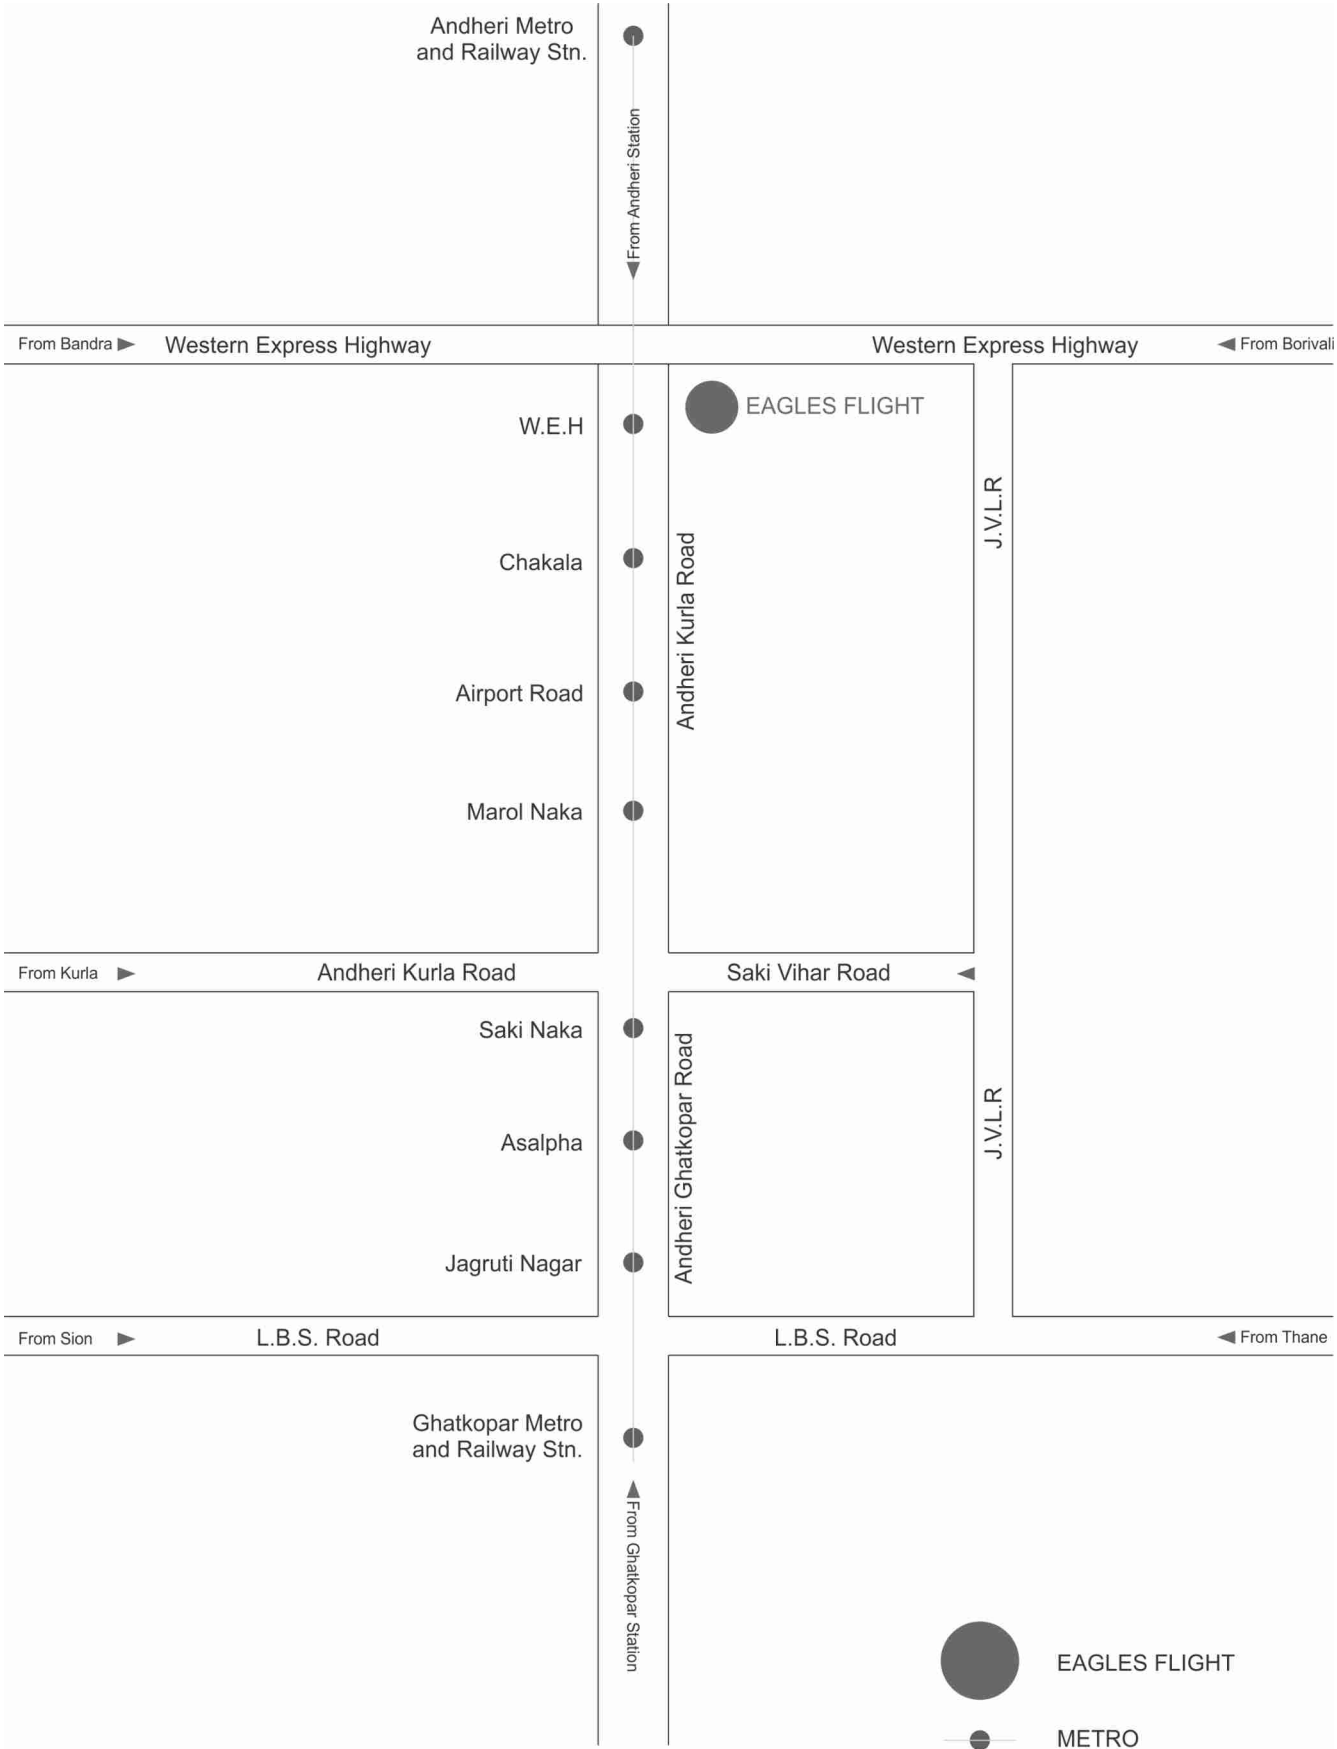 Andheri Metro
and Railway Stn.
From Andheri Station
From Bandra
Western Express Highway
Western Express Highway
From Borivali
EAGLES FLIGHT
W.E.H
J.V.L.R
Chakala
Andheri Kurla Road
Airport Road
Marol Naka
From Kurla
Andheri Kurla Road
Saki Vihar Road
Saki Naka
Andheri Ghatkopar Road
J.V.L.R
Asalpha
Jagruti Nagar
From Sion
L.B.S. Road
L.B.S. Road
From Thane
Ghatkopar Metro
and Railway Stn.
From Ghatkopar Station
EAGLES FLIGHT
METRO